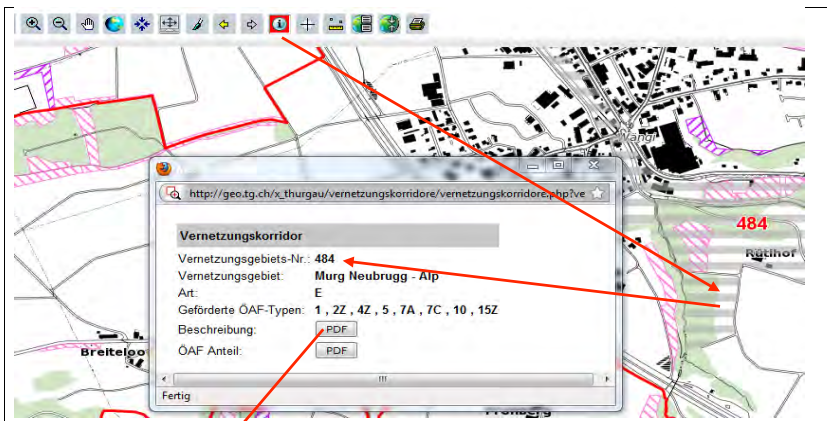 Wangi
http://geo.tg.ch/x_thurgau/vernetzungskorridore/vernetzungskorridore.php?ve
Vernetzungskorridor
Vernetzungsgebiets-Nr.: 484
Vernetzungsgebiet: Murg Neubrugg - Alp
Art: E
Geförderte ÖAF-Typen: 1 , 2Z , 4Z , 5 , 7A , 7C , 10 , 15Z
Beschreibung: PDF
ÖAF Anteil: PDF
Fertig
484
Rütihof
Breiteloo